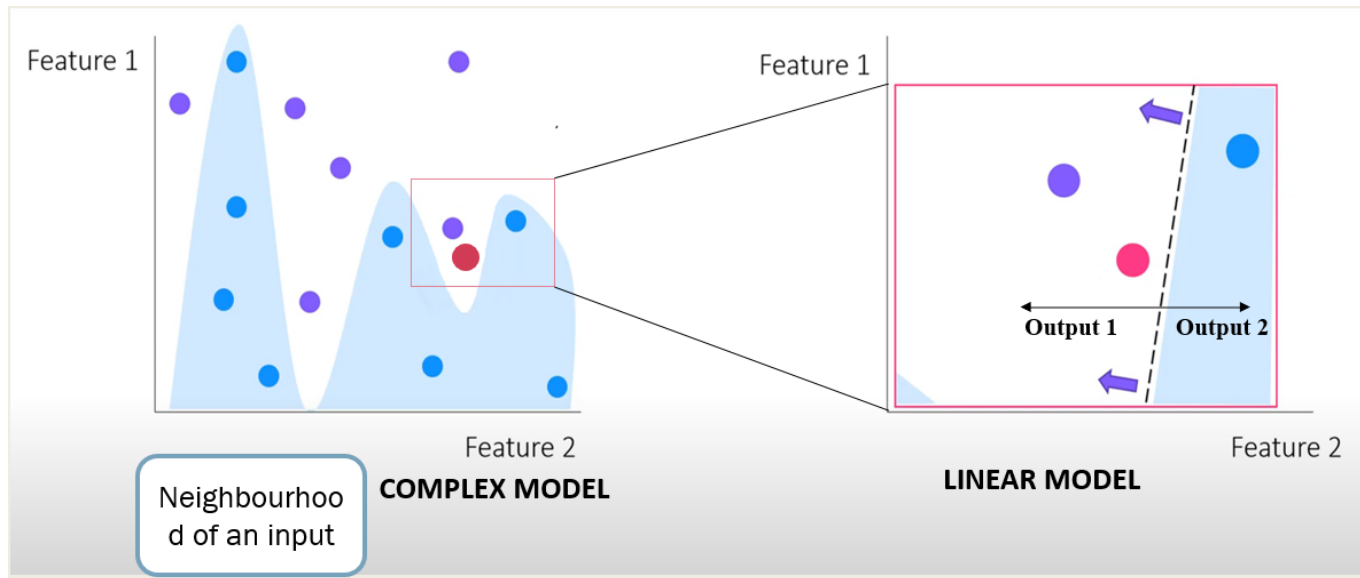 Feature 1
Feature 2
Neighbourhoo
d of an input
COMPLEX MODEL
Feature 1
Output 1
Output 2
Feature 2
LINEAR MODEL